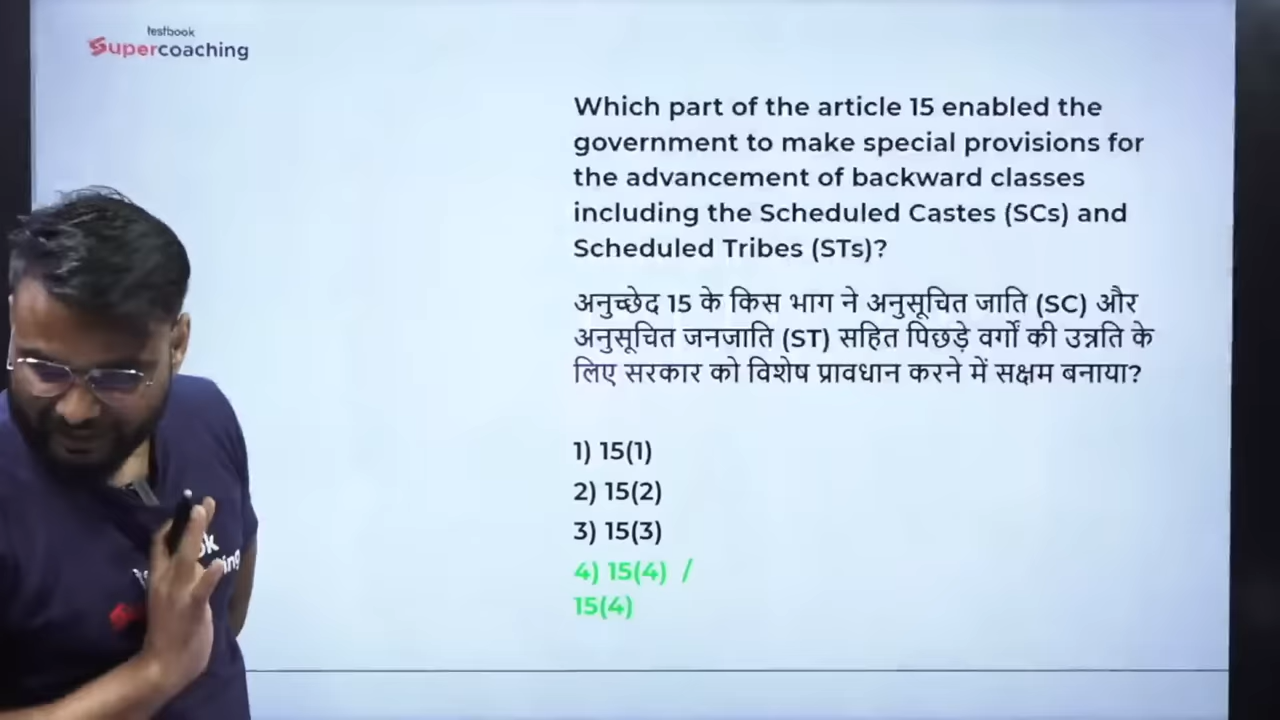 testbook
Supercoaching
Which part of the article 15 enabled the
government to make special provisions for
the advancement of backward classes
including the Scheduled Castes (SCs) and
Scheduled Tribes (STs)?
अनुच्छेद 15 के किस भाग ने अनुसूचित जाति (SC) और
अनुसूचित जनजाति (ST) सहित पिछड़े वर्गों की उन्नति के
लिए सरकार को विशेष प्रावधान करने में सक्षम बनाया?
1) 15(1)
2) 15(2)
3) 15(3)
4) 15(4) /
15(4)